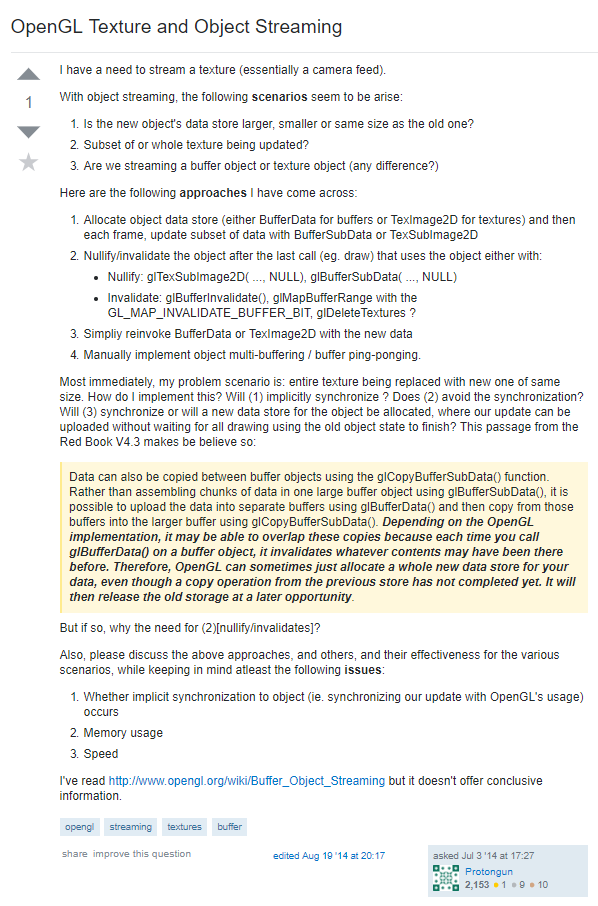 OpenGL Texture and Object Streaming
I have a need to stream a texture (essentially a camera feed).
1
With object streaming, the following scenarios seem to be arise:
1. Is the new object's data store larger, smaller or same size as the old one?
2. Subset of or whole texture being updated?
3. Are we streaming a buffer object or texture object (any difference?)
Here are the following approaches I have come across:
1. Allocate object data store (either BufferData for buffers or TexImage2D for textures) and then
each frame, update subset of data with BufferSubData or TexSubImage2D
2. Nullify/invalidate the object after the last call (eg. draw) that uses the object either with:
• Nullify: glTexSubImage2D( ..., NULL), glBufferSubData( ..., NULL)
• Invalidate: glBufferInvalidate(), glMapBufferRange with the
GL_MAP_INVALIDATE_BUFFER_BIT, glDeleteTextures ?
3. Simpliy reinvoke BufferData or TexImage2D with the new data
4. Manually implement object multi-buffering / buffer ping-ponging.
Most immediately, my problem scenario is: entire texture being replaced with new one of same
size. How do I implement this? Will (1) implicitly synchronize ? Does (2) avoid the synchronization?
Will (3) synchronize or will a new data store for the object be allocated, where our update can be
uploaded without waiting for all drawing using the old object state to finish? This passage from the
Red Book V4.3 makes be believe so:
Data can also be copied between buffer objects using the glCopyBufferSubData() function.
Rather than assembling chunks of data in one large buffer object using glBufferSubData(), it is
possible to upload the data into separate buffers using glBufferData() and then copy from those
buffers into the larger buffer using glCopyBufferSubData(). Depending on the OpenGL
implementation, it may be able to overlap these copies because each time you call
glBufferData() on a buffer object, it invalidates whatever contents may have been there
before. Therefore, OpenGL can sometimes just allocate a whole new data store for your
data, even though a copy operation from the previous store has not completed yet. It will
then release the old storage at a later opportunity.
But if so, why the need for (2)[nullify/invalidates]?
Also, please discuss the above approaches, and others, and their effectiveness for the various
scenarios, while keeping in mind atleast the following issues:
1. Whether implicit synchronization to object (ie. synchronizing our update with OpenGL's usage)
occurs
2. Memory usage
3. Speed
I've read http://www.opengl.org/wiki/Buffer_Object_Streaming but it doesn't offer conclusive
information.
opengl streaming textures buffer
share improve this question edited Aug 19 '14 at 20:17 asked Jul 3 '14 at 17:27
Protongun
2,153 ● 1 ● 9 ● 10